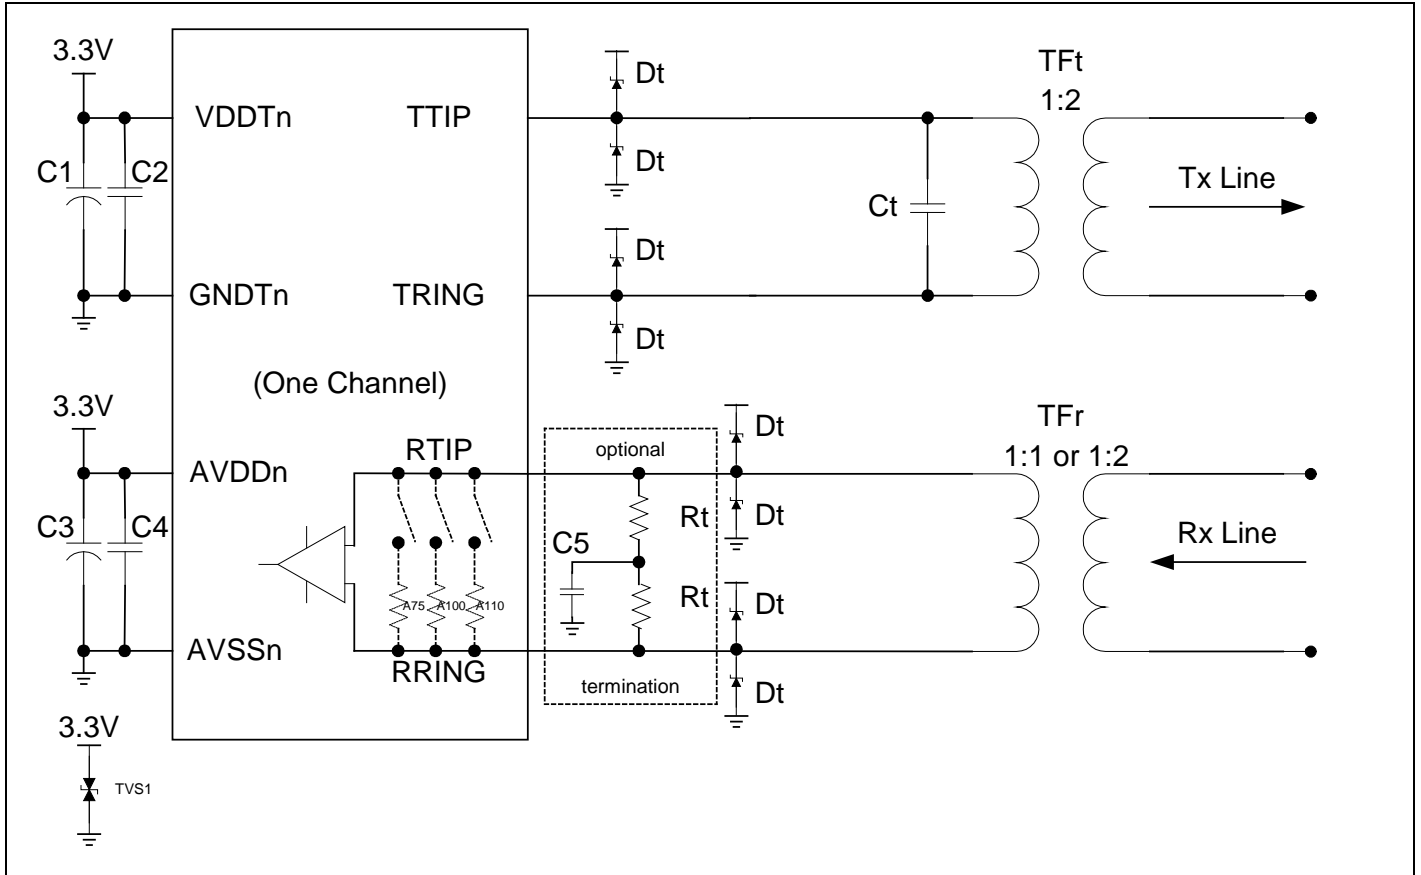 3.3V
VDDTn
TTIP
Dt
TFt
1:2
C1
C2
Dt
Tx Line
Ct
GNDTn
TRING
Dt
Dt
(One Channel)
3.3V
AVDDn
RTIP
optional
Dt
TFr
1:1 or 1:2
C3
C4
C5
Rt
Dt
Rx Line
A75
A100
A110
Rt
Dt
AVSSn
RRING
termination
Dt
3.3V
TVS1